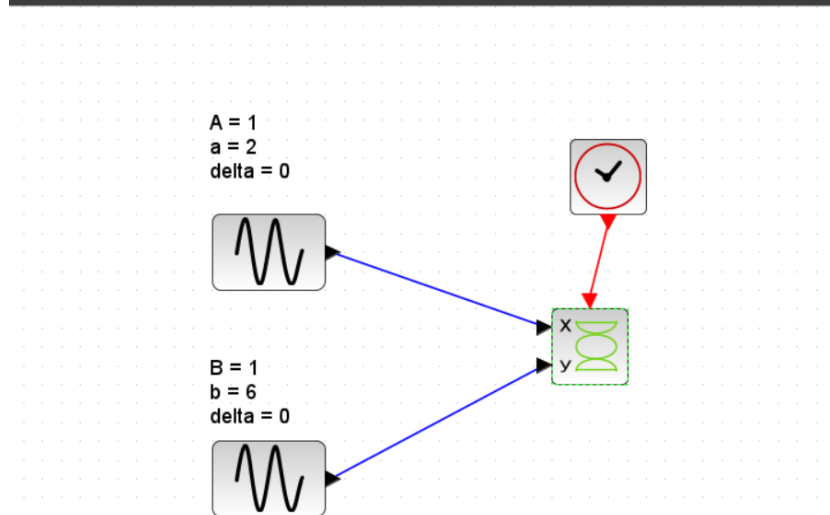 A = 1
a = 2
delta = 0
X
y
B = 1
b = 6
delta = 0